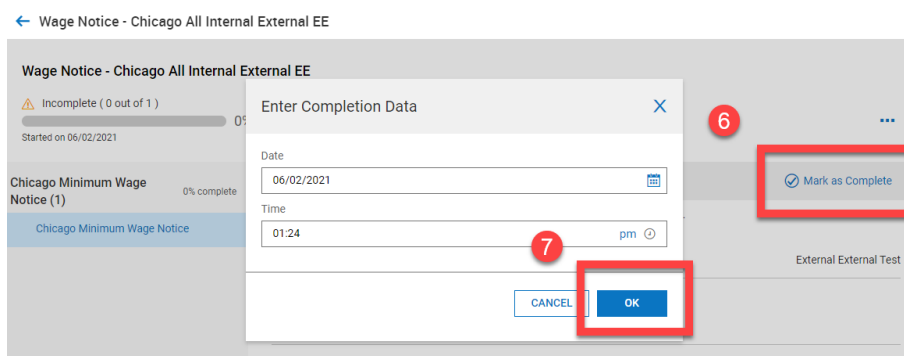 Wage Notice - Chicago All Internal External EE
Wage Notice - Chicago All Internal External EE
Incomplete ( 0 out of 1 )
0%
Started on 06/02/2021
Chicago Minimum Wage
Notice (1)
0% complete
Chicago Minimum Wage Notice
Enter Completion Data
X
Date
06/02/2021
Time
01:24
pm
7
CANCEL
OK
6
...
Mark as Complete
External External Test